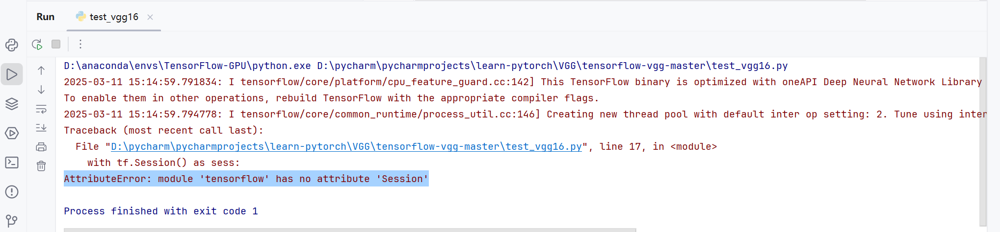 Run test_vgg16
D:\anaconda\envs\TensorFlow-GPU\python.exe D:\pycharm\pycharmprojects\learn-pytorch\VGG\tensorflow-vgg-master\test_vgg16.py
2025-03-11 15:14:59.791834: I tensorflow/core/platform/cpu_feature_guard.cc:142] This TensorFlow binary is optimized with oneAPI Deep Neural Network Library
To enable them in other operations, rebuild TensorFlow with the appropriate compiler flags.
2025-03-11 15:14:59.794778: I tensorflow/core/common_runtime/process_util.cc:146] Creating new thread pool with default inter op setting: 2. Tune using inter
Traceback (most recent call last):
  File "D:\pycharm\pycharmprojects\learn-pytorch\VGG\tensorflow-vgg-master\test_vgg16.py", line 17, in <module>
    with tf.Session() as sess:
AttributeError: module 'tensorflow' has no attribute 'Session'
Process finished with exit code 1